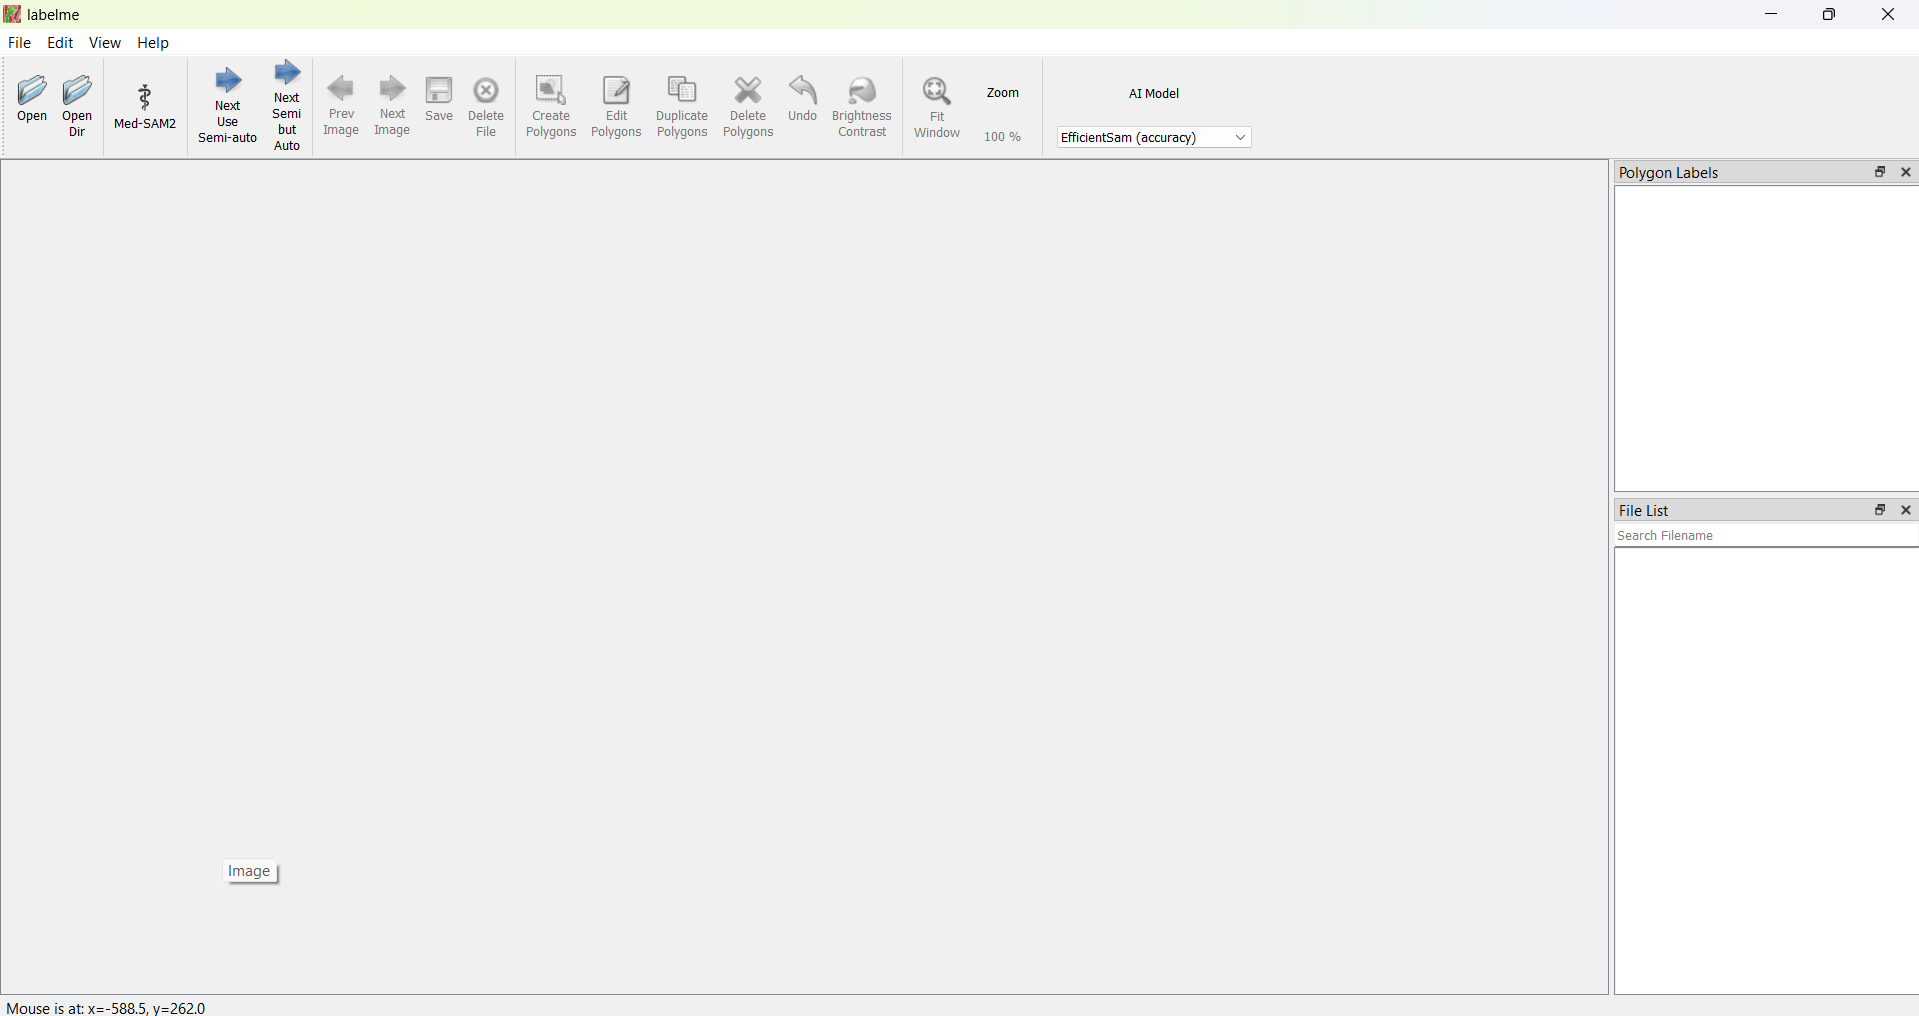 labelme
File Edit View Help
Open
Open
Dir
Med-SAM2
Next
Use
Semi-auto
Next
Semi
but
Auto
Prev
Image
Next
Image
Save
Delete
File
Create
Polygons
Edit
Polygons
Duplicate
Polygons
Delete
Polygons
Undo
Brightness
Contrast
Fit
Window
Zoom
100 %
AI Model
EfficientSam (accuracy)
Polygon Labels
File List
Search Filename
Image
Mouse is at: x=-588.5, y=262.0